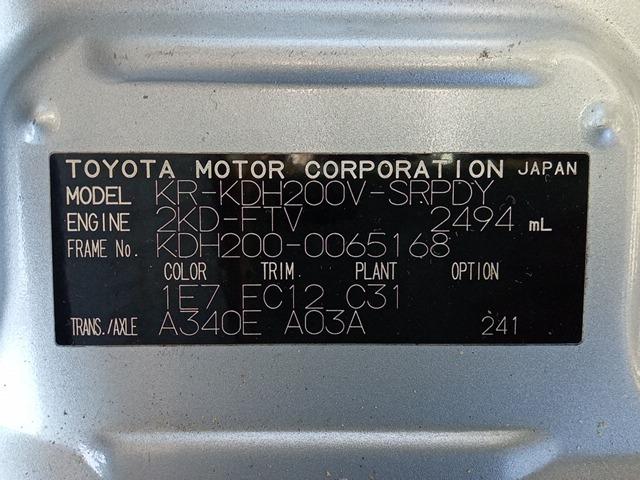 TOYOTA MOTOR CORPORATION JAPAN
MODEL KR-KDH200V-SRPDY
ENGINE 2KD-FTV 2494 mL
FRAME No. KDH200-0065168
COLOR TRIM PLANT OPTION
1E7 FC12 C31
TRANS./AXLE A340E A03A 241